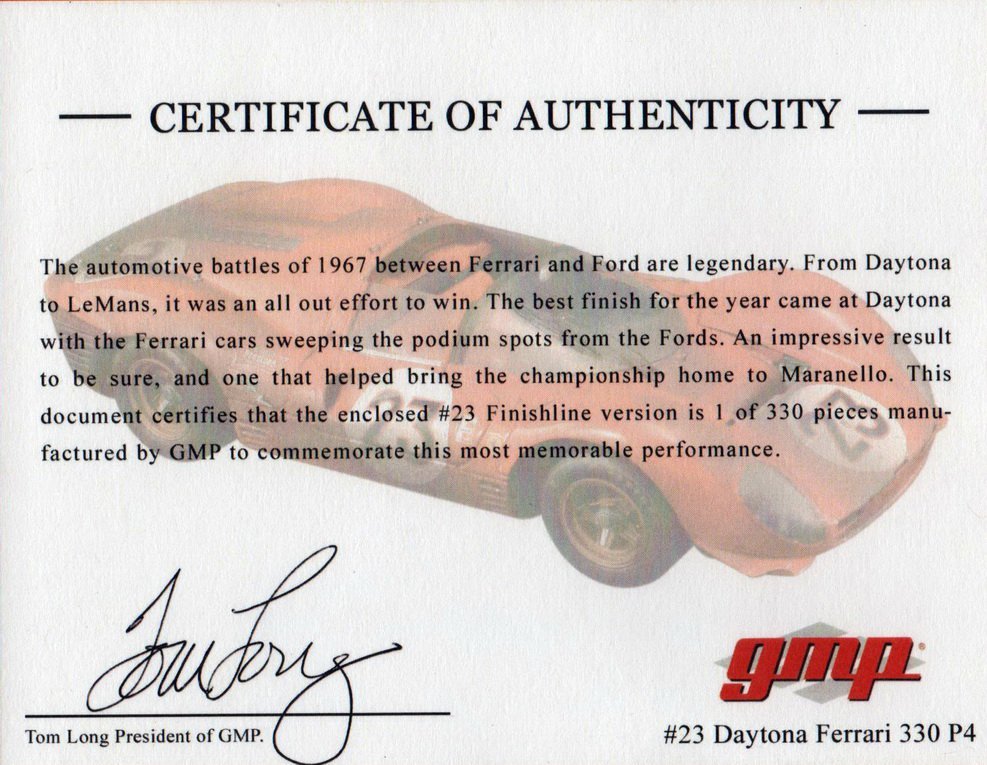 CERTIFICATE OF AUTHENTICITY
The automotive battles of 1967 between Ferrari and Ford are legendary. From Daytona
to LeMans, it was an all out effort to win. The best finish for the year came at Daytona
with the Ferrari cars sweeping the podium spots from the Fords. An impressive result
to be sure, and one that helped bring the championship home to Maranello. This
document certifies that the enclosed #23 Finishline version is 1 of 330 pieces manu-
factured by GMP to commemorate this most memorable performance.
23
23
Tom Long
gmp®
Tom Long President of GMP.
#23 Daytona Ferrari 330 P4